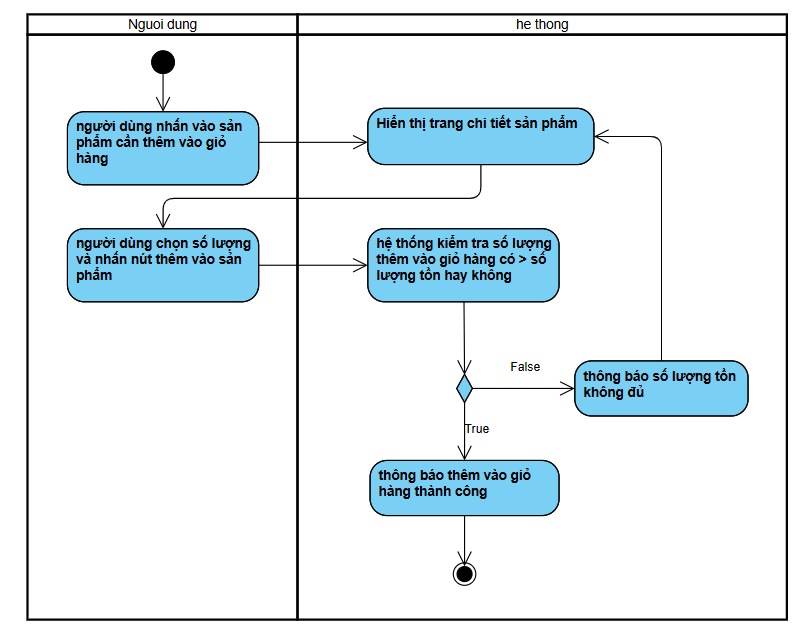 Nguoi dung
he thong
người dùng nhấn vào sản
phẩm cần thêm vào giỏ
hàng
Hiển thị trang chi tiết sản phẩm
người dùng chọn số lượng
và nhấn nút thêm vào sản
phẩm
hệ thống kiểm tra số lượng
thêm vào giỏ hàng có > số
lượng tồn hay không
False
thông báo số lượng tồn
không đủ
True
thông báo thêm vào giỏ
hàng thành công